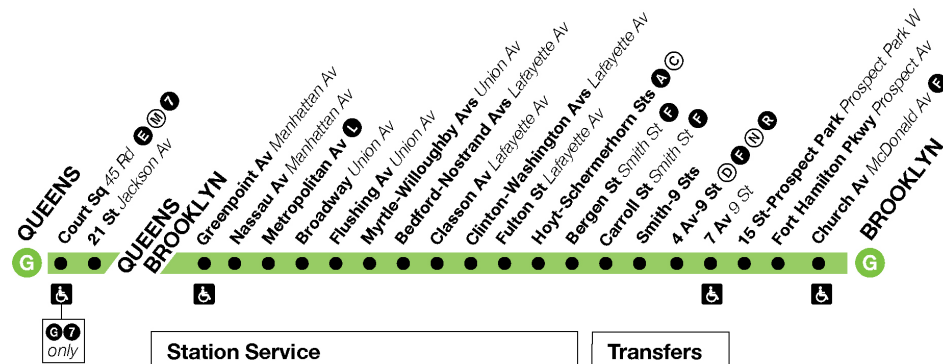 G
QUEENS
Court Sq 45 Rd E M 7
21 St Jackson Av
QUEENS
BROOKLYN
Greenpoint Av Manhattan Av
Nassau Av Manhattan Av
Metropolitan Av L
Broadway Union Av
Flushing Av Union Av
Myrtle-Willoughby Avs Union Av
Bedford-Nostrand Avs Lafayette Av
Classon Av Lafayette Av
Clinton-Washington Avs Lafayette Av
Fulton St Lafayette Av
Hoyt-Schermerhorn Sts A C
Bergen St Smith St F
Carroll St Smith St F
Smith-9 Sts
4 Av-9 St D F N R
7 Av 9 St
15 St-Prospect Park Prospect Park W
Fort Hamilton Pkwy Prospect Av
Church Av McDonald Av F
BROOKLYN
G
G 7
only
Station Service
Transfers